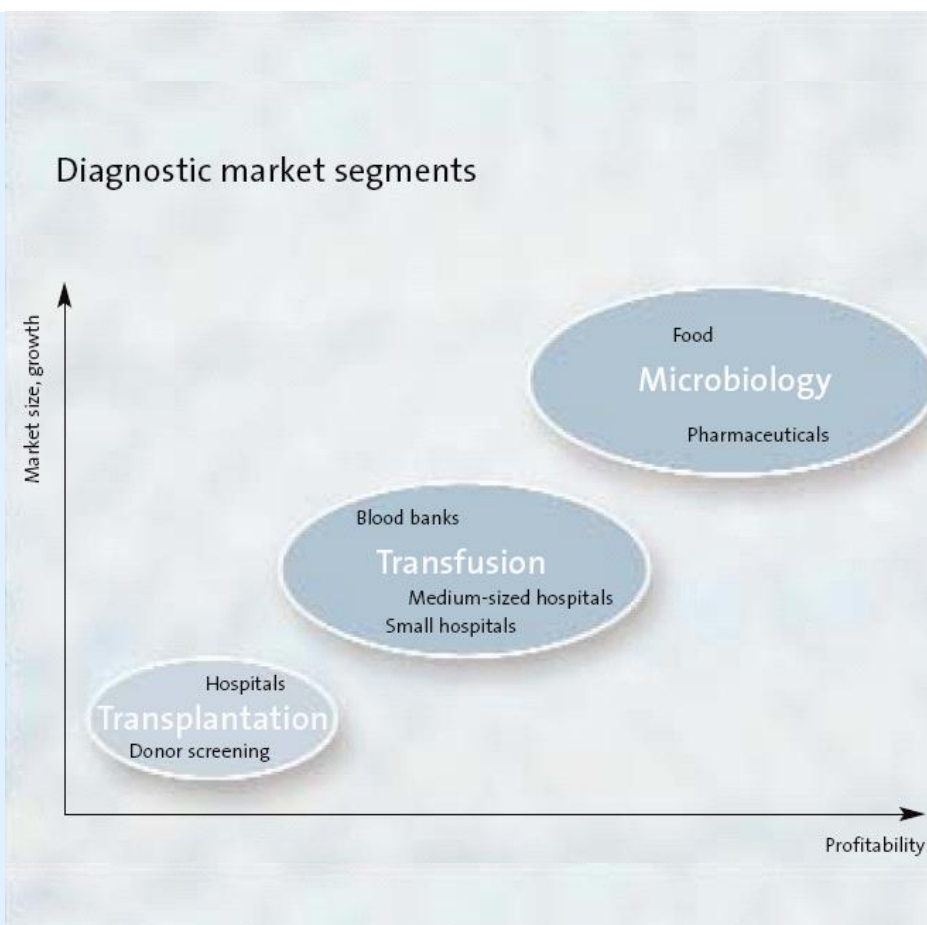 Diagnostic market segments
Market size, growth
Food
Microbiology
Pharmaceuticals
Blood banks
Transfusion
Medium-sized hospitals
Small hospitals
Hospitals
Transplantation
Donor screening
Profitability